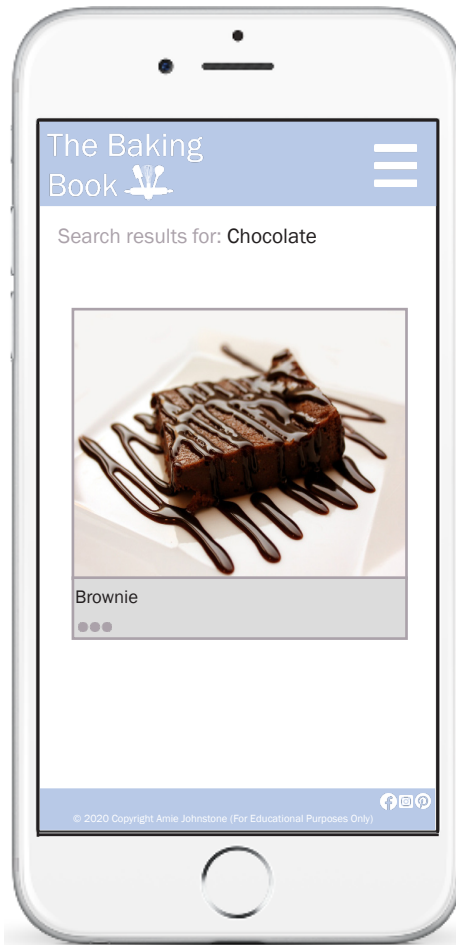 The Baking
Book
Search results for: Chocolate
Brownie
© 2020 Copyright Amie Johnstone (For Educational Purposes Only)